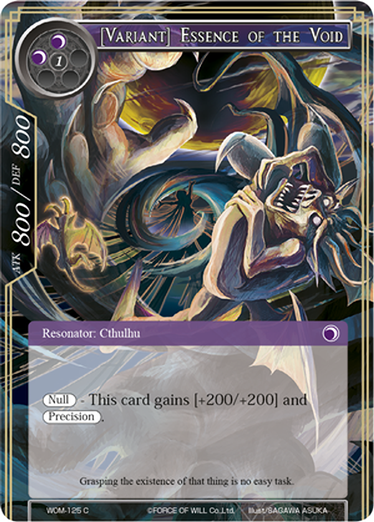 [Variant] Essence of the Void
1
ATK 800 / DEF 800
Resonator: Cthulhu
Null - This card gains [+200/+200] and
Precision.
Grasping the existence of that thing is no easy task.
WOM-125 C ©FORCE OF WILL Co.,Ltd. Illust/SAGAWA ASUKA